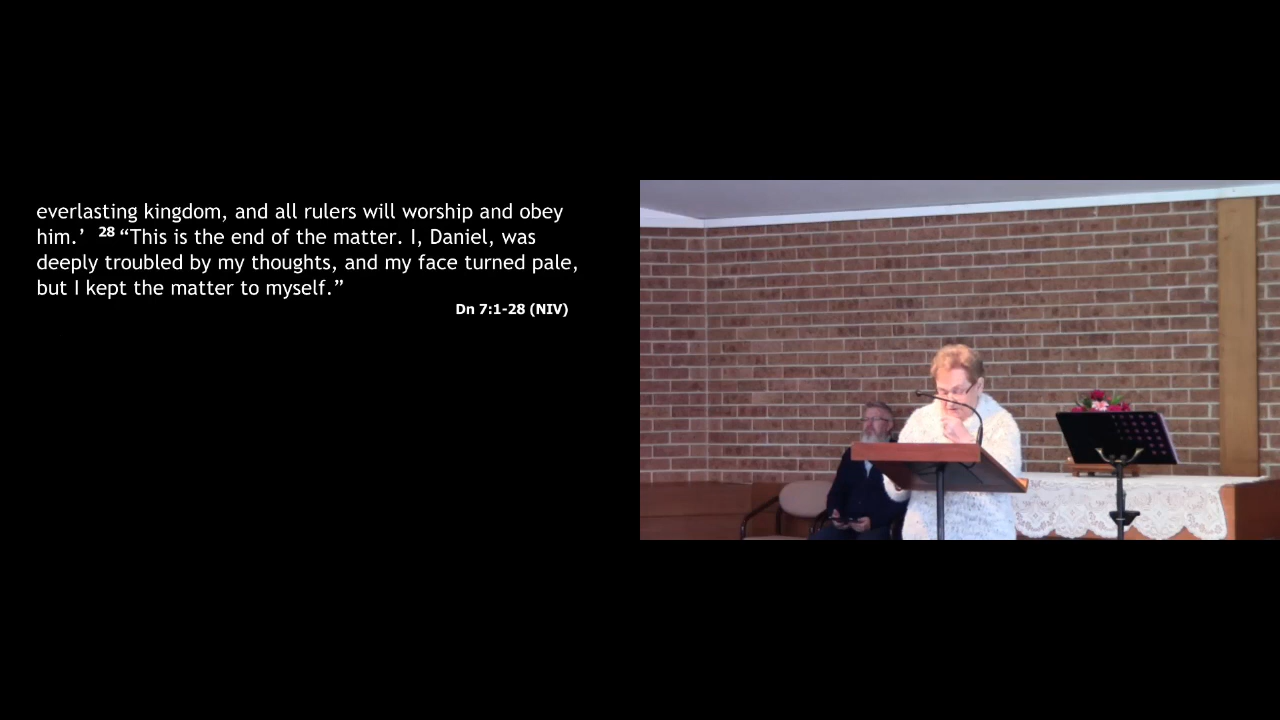 everlasting kingdom, and all rulers will worship and obey
him.’ 28 “This is the end of the matter. I, Daniel, was
deeply troubled by my thoughts, and my face turned pale,
but I kept the matter to myself.”
Dn 7:1-28 (NIV)